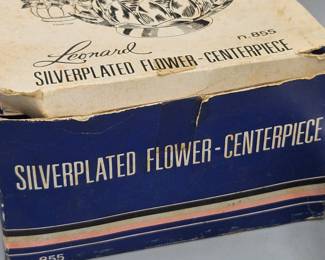 Leonard
n.855
SILVERPLATED FLOWER-CENTERPIECE
SILVERPLATED FLOWER-CENTERPIECE
855